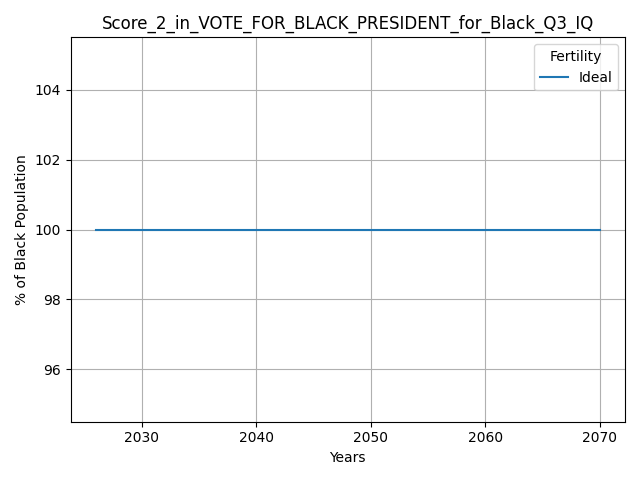 Score_2_in_VOTE_FOR_BLACK_PRESIDENT_for_Black_Q3_IQ
Fertility
Ideal
104
102
100
98
96
% of Black Population
2030 2040 2050 2060 2070
Years